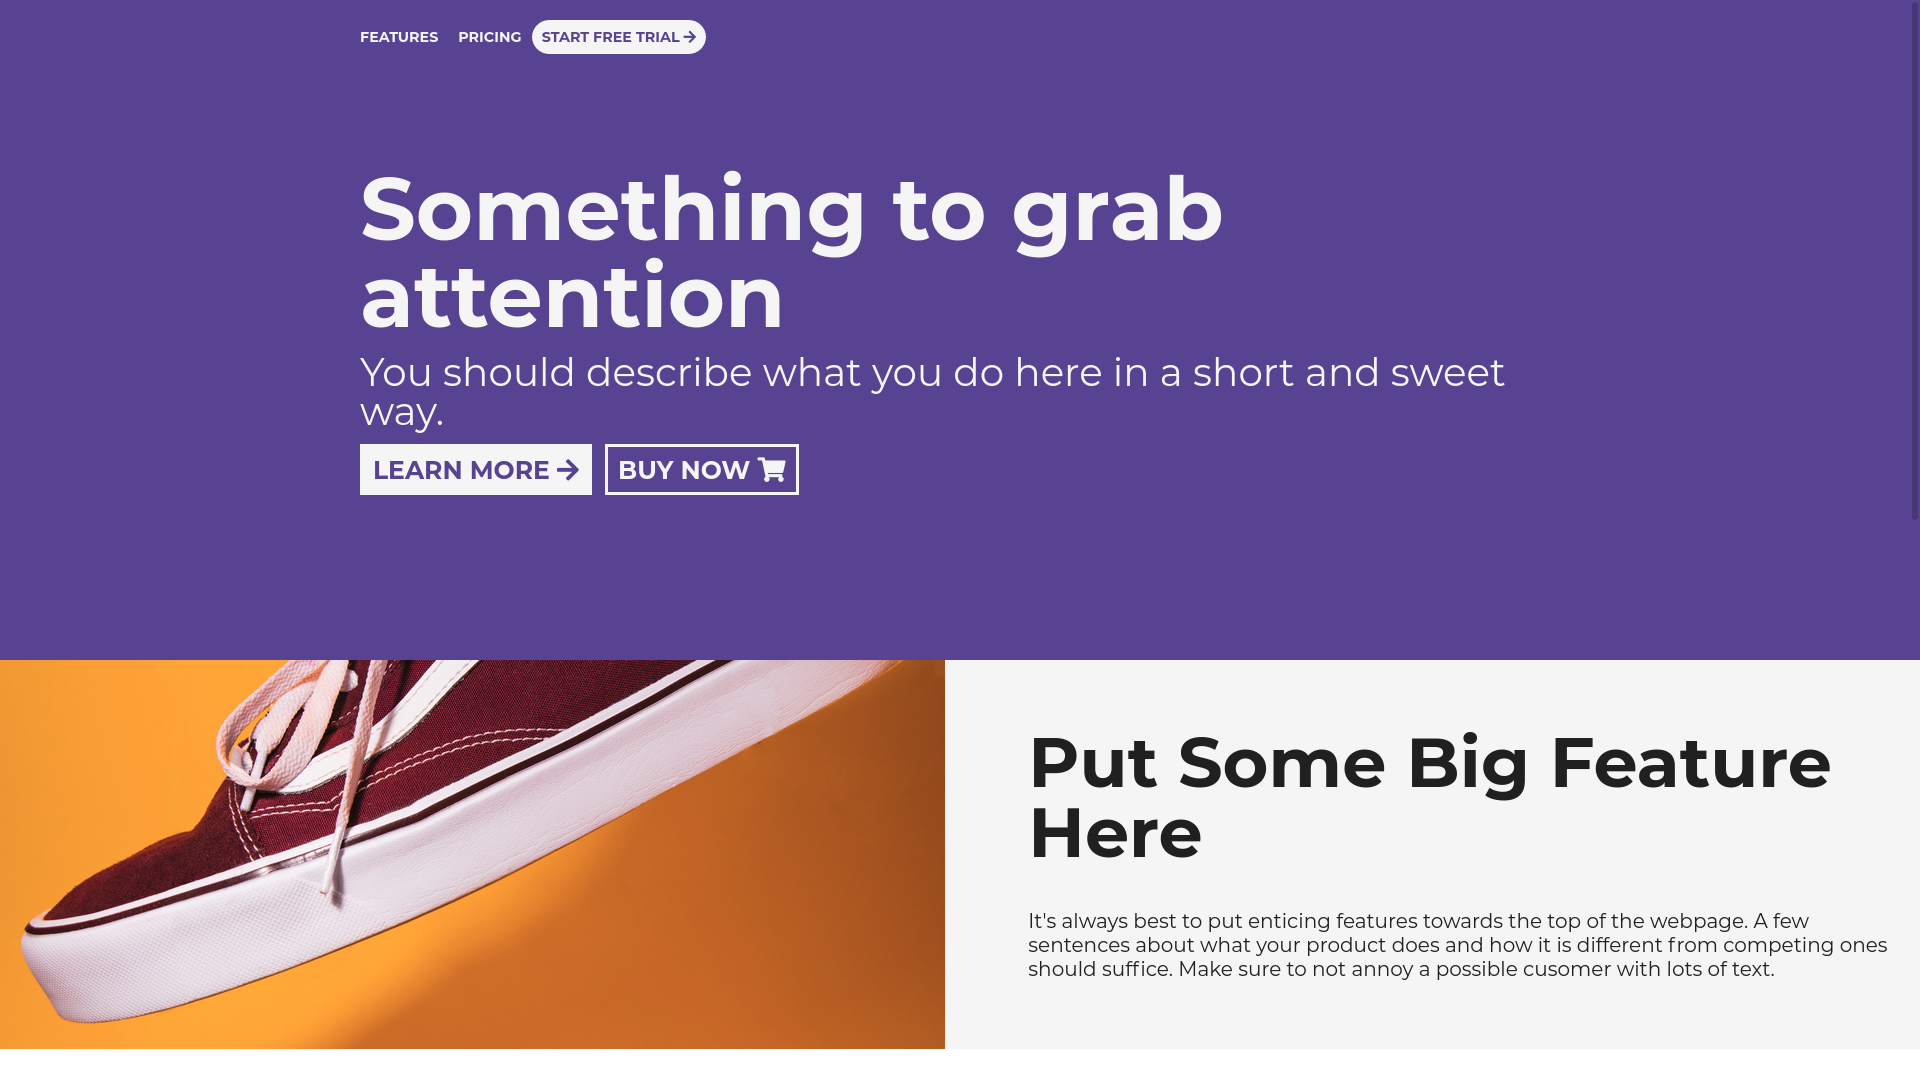 FEATURES PRICING START FREE TRIAL
Something to grab
attention
You should describe what you do here in a short and sweet
way.
LEARN MORE BUY NOW
Put Some Big Feature
Here
It's always best to put enticing features towards the top of the webpage. A few
sentences about what your product does and how it is different from competing ones
should suffice. Make sure to not annoy a possible cusomer with lots of text.